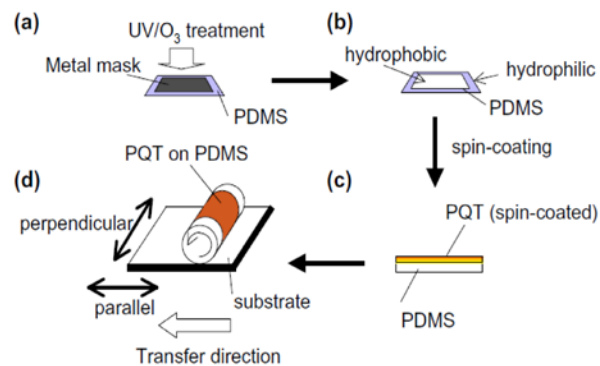 (a)
UV/O₃ treatment
Metal mask
PDMS
(b)
hydrophobic
hydrophilic
PDMS
spin-coating
(d)
PQT on PDMS
perpendicular
parallel
substrate
Transfer direction
(c)
PQT (spin-coated)
PDMS